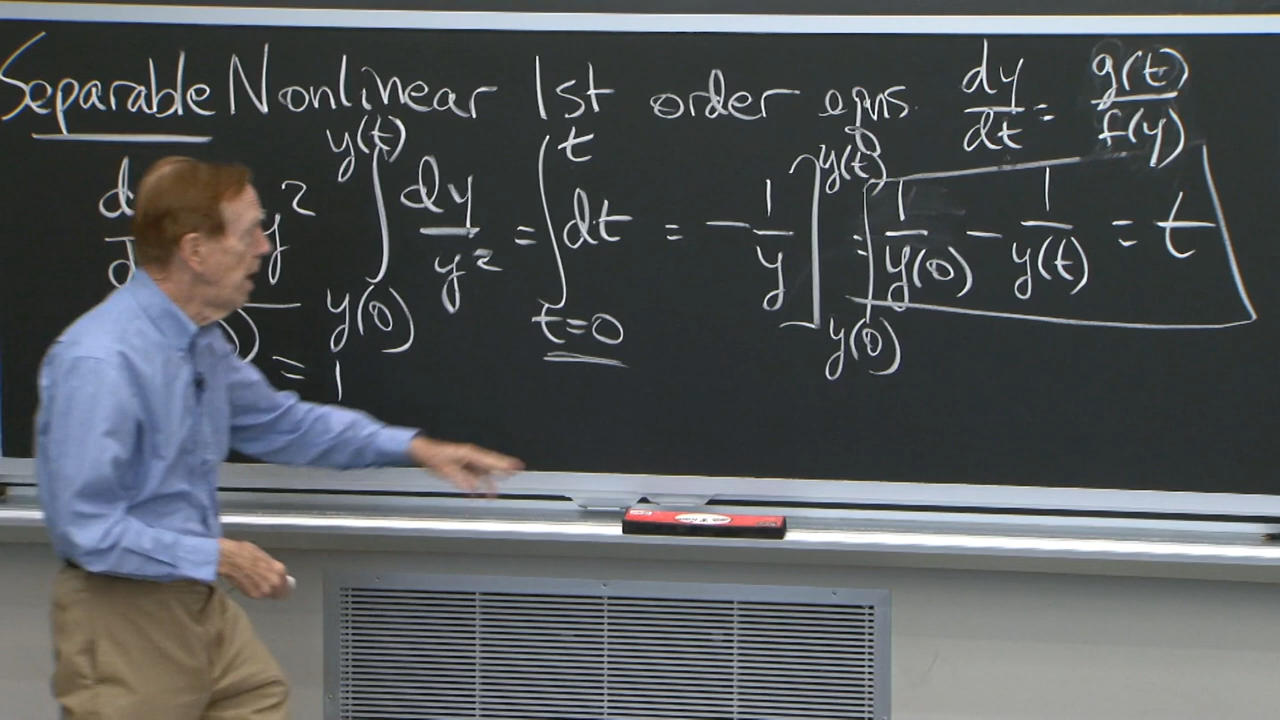 Separable Nonlinear 1st order eqns. dy/dt = g(t)/f(y)
d y² ∫_{y(0)}^{y(t)} dy/y² = ∫_{t=0}^{t} dt = -1/y ]_{y(0)}^{y(t)} = 1/y(0) - 1/y(t) = t
) = 1